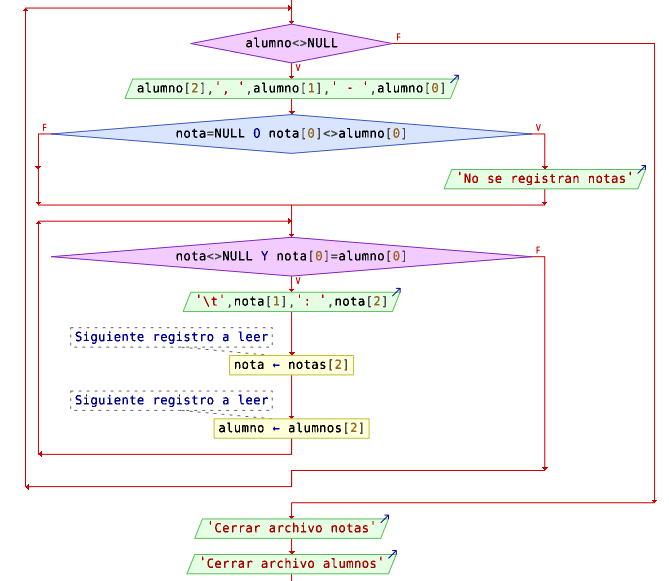 alumno<>NULL
F
V
alumno[2],', ',alumno[1],' - ',alumno[0]
F
nota=NULL O nota[0]<>alumno[0]
V
'No se registran notas'
nota<>NULL Y nota[0]=alumno[0]
F
V
'\t',nota[1],': ',nota[2]
Siguiente registro a leer
nota ← notas[2]
Siguiente registro a leer
alumno ← alumnos[2]
'Cerrar archivo notas'
'Cerrar archivo alumnos'